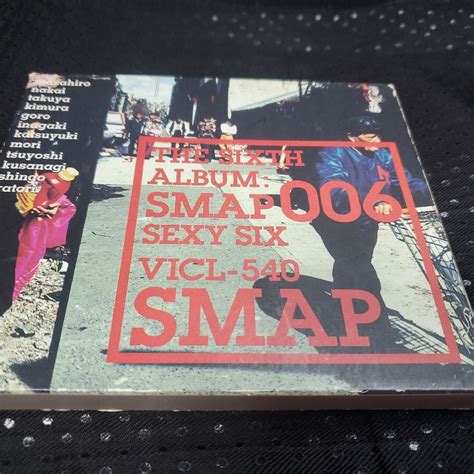 nakai
takuya
kimura
goro
inagaki
katsuyuki
mori
tsuyoshi
kusanagi
shingo
THE SIXTH
ALBUM:
SMAP 006
SEXY SIX
VICL-540
SMAP